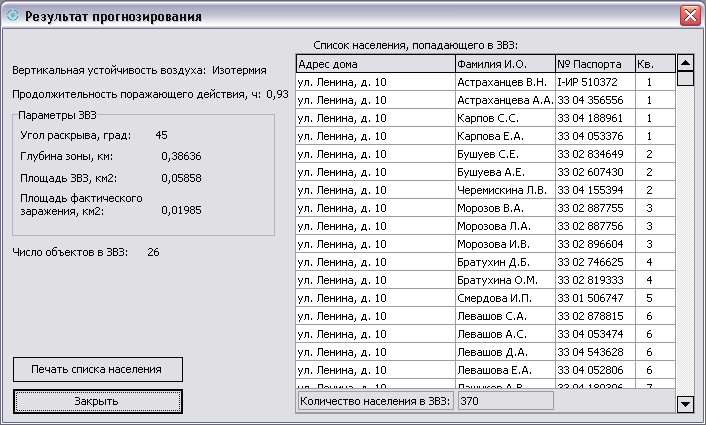 Результат прогнозирования
Вертикальная устойчивость воздуха: Изотермия
Продолжительность поражающего действия, ч: 0,93
Параметры ЗВЗ
Угол раскрыва, град: 45
Глубина зоны, км: 0,38636
Площадь ЗВЗ, км2: 0,05858
Площадь фактического
заражения, км2: 0,01985
Число объектов в ЗВЗ: 26
Печать списка населения
Закрыть
Список населения, попадающего в ЗВЗ:
Адрес дома Фамилия И.О. № Паспорта Кв.
ул. Ленина, д. 10 Астраханцев В.Н. I-ИР 510372 1
ул. Ленина, д. 10 Астраханцева А.А. 33 04 356556 1
ул. Ленина, д. 10 Карпов С.С. 33 04 188961 1
ул. Ленина, д. 10 Карпова Е.А. 33 04 053376 1
ул. Ленина, д. 10 Бушуев С.Е. 33 02 834649 2
ул. Ленина, д. 10 Бушуева А.Е. 33 02 607430 2
ул. Ленина, д. 10 Черемискина Л.В. 33 04 155394 2
ул. Ленина, д. 10 Морозов В.А. 33 02 887755 3
ул. Ленина, д. 10 Морозова Л.А. 33 02 887756 3
ул. Ленина, д. 10 Морозова И.В. 33 02 896604 3
ул. Ленина, д. 10 Братухин Д.Б. 33 02 746625 4
ул. Ленина, д. 10 Братухина О.М. 33 02 819333 4
ул. Ленина, д. 10 Смердова И.П. 33 01 506747 5
ул. Ленина, д. 10 Левашов С.А. 33 02 878815 6
ул. Ленина, д. 10 Левашов А.С. 33 04 053474 6
ул. Ленина, д. 10 Левашов Д.А. 33 04 543628 6
ул. Ленина, д. 10 Левашова Е.А. 33 04 052806 6
ул. Ленина, д. 10
Количество населения в ЗВЗ: 370